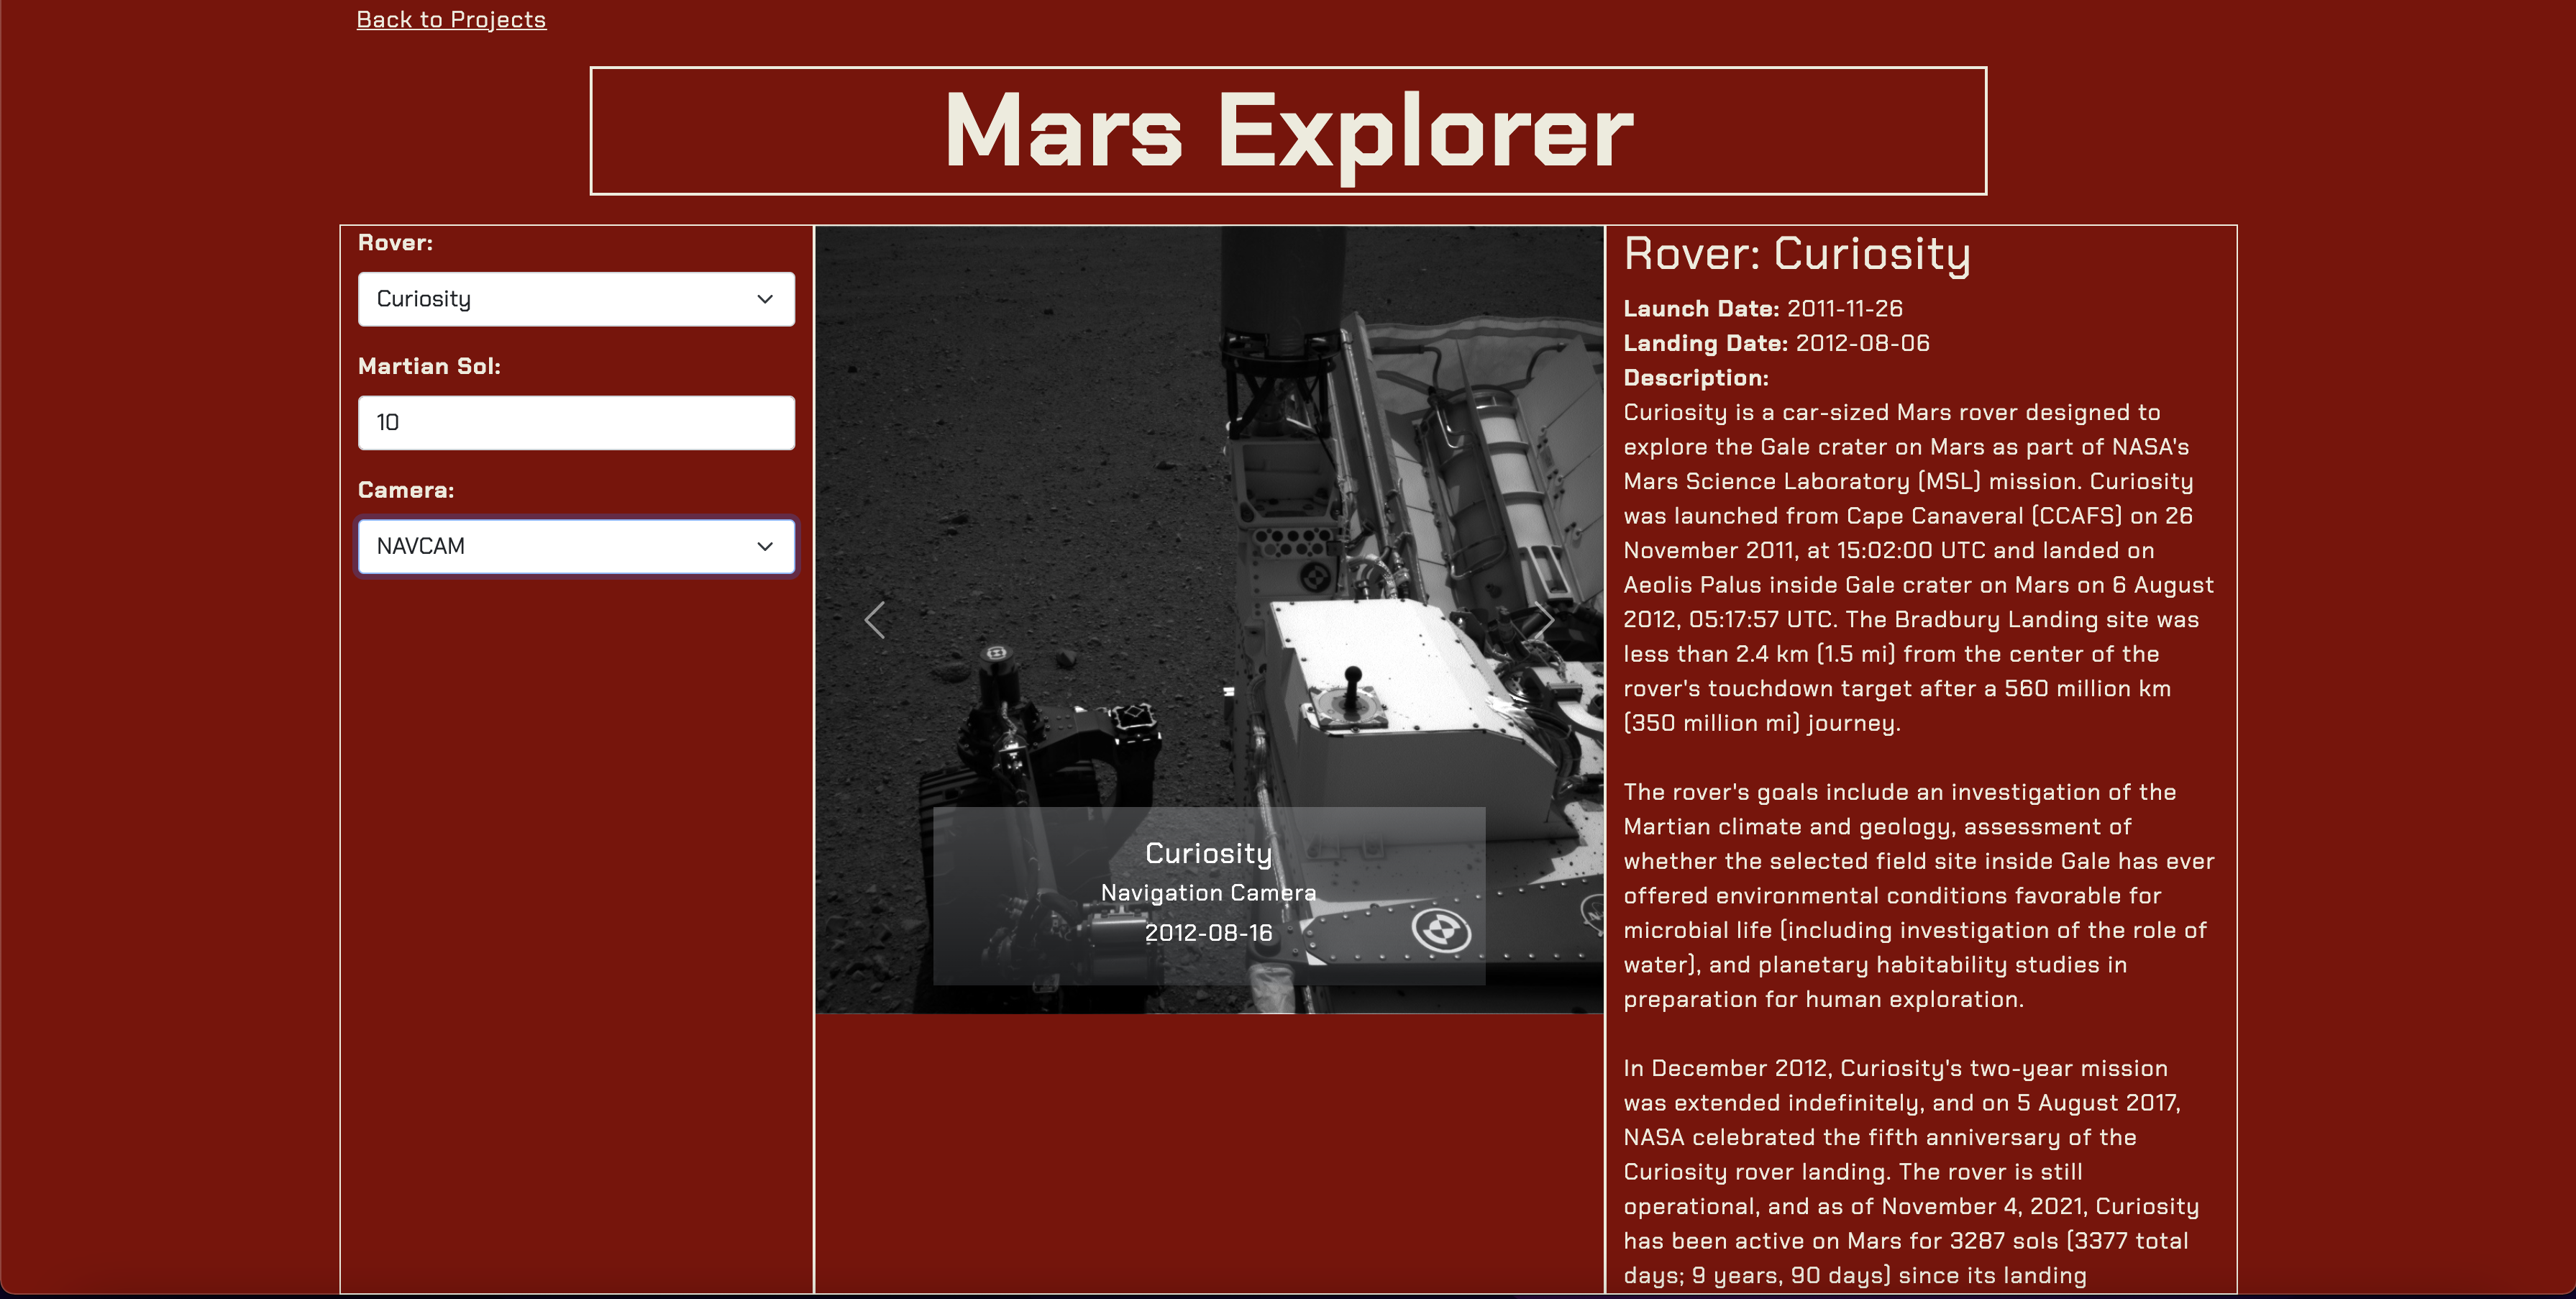 Back to Projects
Mars Explorer
Rover:
Curiosity
Martian Sol:
10
Camera:
NAVCAM
Curiosity
Navigation Camera
2012-08-16
Rover: Curiosity
Launch Date: 2011-11-26
Landing Date: 2012-08-06
Description:
Curiosity is a car-sized Mars rover designed to
explore the Gale crater on Mars as part of NASA's
Mars Science Laboratory (MSL) mission. Curiosity
was launched from Cape Canaveral (CCAFS) on 26
November 2011, at 15:02:00 UTC and landed on
Aeolis Palus inside Gale crater on Mars on 6 August
2012, 05:17:57 UTC. The Bradbury Landing site was
less than 2.4 km (1.5 mi) from the center of the
rover's touchdown target after a 560 million km
(350 million mi) journey.
The rover's goals include an investigation of the
Martian climate and geology, assessment of
whether the selected field site inside Gale has ever
offered environmental conditions favorable for
microbial life (including investigation of the role of
water), and planetary habitability studies in
preparation for human exploration.
In December 2012, Curiosity's two-year mission
was extended indefinitely, and on 5 August 2017,
NASA celebrated the fifth anniversary of the
Curiosity rover landing. The rover is still
operational, and as of November 4, 2021, Curiosity
has been active on Mars for 3287 sols (3377 total
days; 9 years, 90 days) since its landing